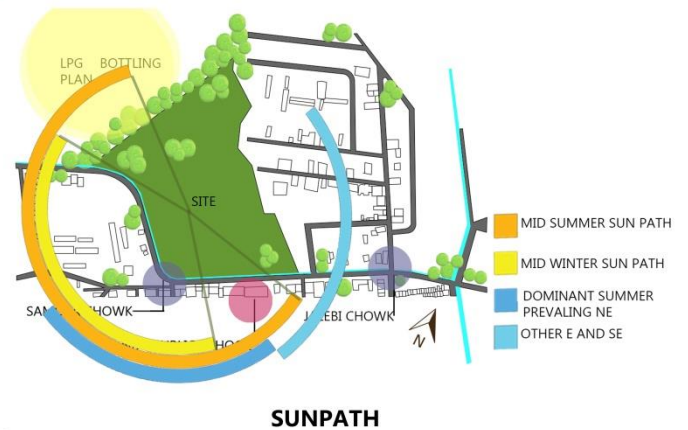 LPG BOTTLING
PLAN
SITE
MID SUMMER SUN PATH
MID WINTER SUN PATH
DOMINANT SUMMER
PREVALING NE
OTHER E AND SE
CHOWK
CHOWK
N
SUNPATH